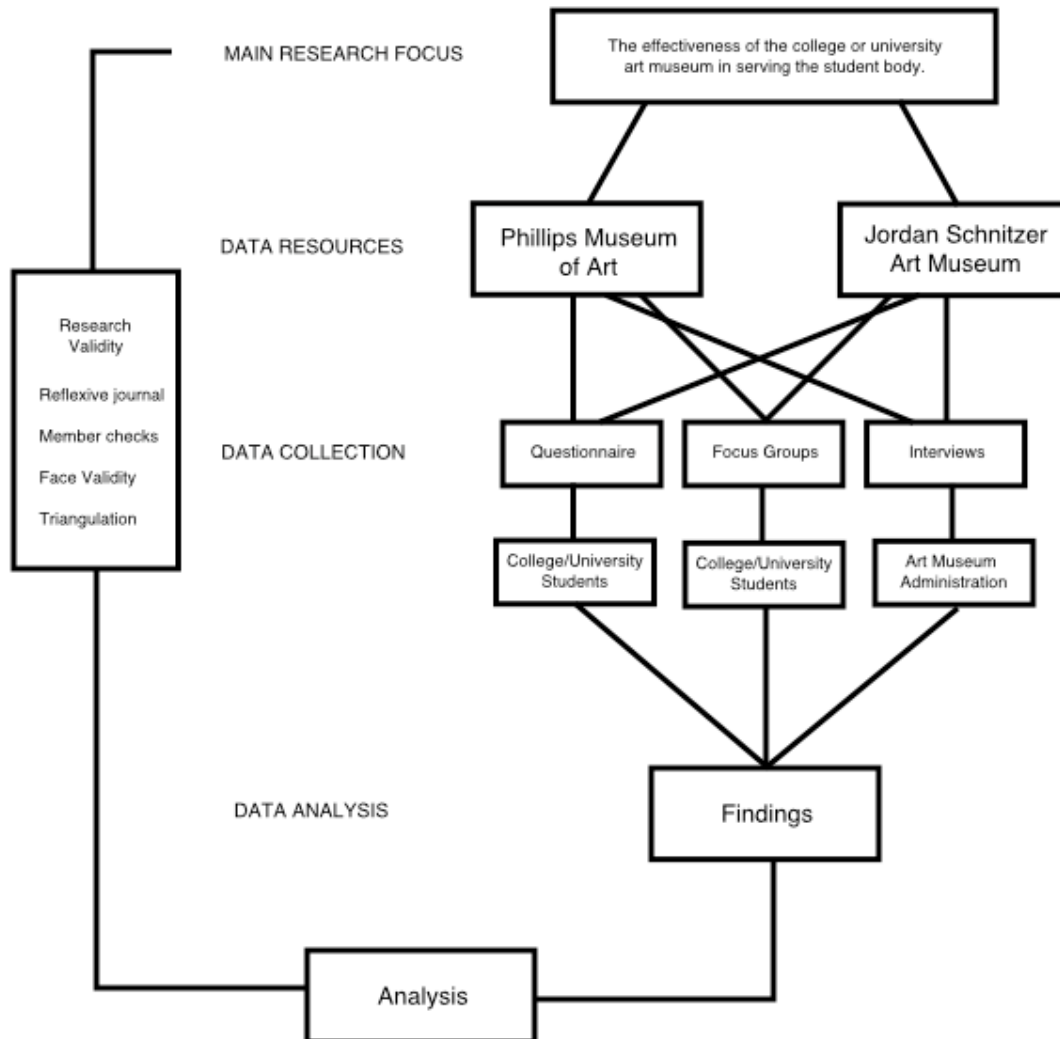 MAIN RESEARCH FOCUS
The effectiveness of the college or university
art museum in serving the student body.
DATA RESOURCES
Phillips Museum
of Art
Jordan Schnitzer
Art Museum
Research
Validity
Reflexive journal
Member checks
Face Validity
Triangulation
DATA COLLECTION
Questionnaire
Focus Groups
Interviews
College/University
Students
College/University
Students
Art Museum
Administration
DATA ANALYSIS
Findings
Analysis